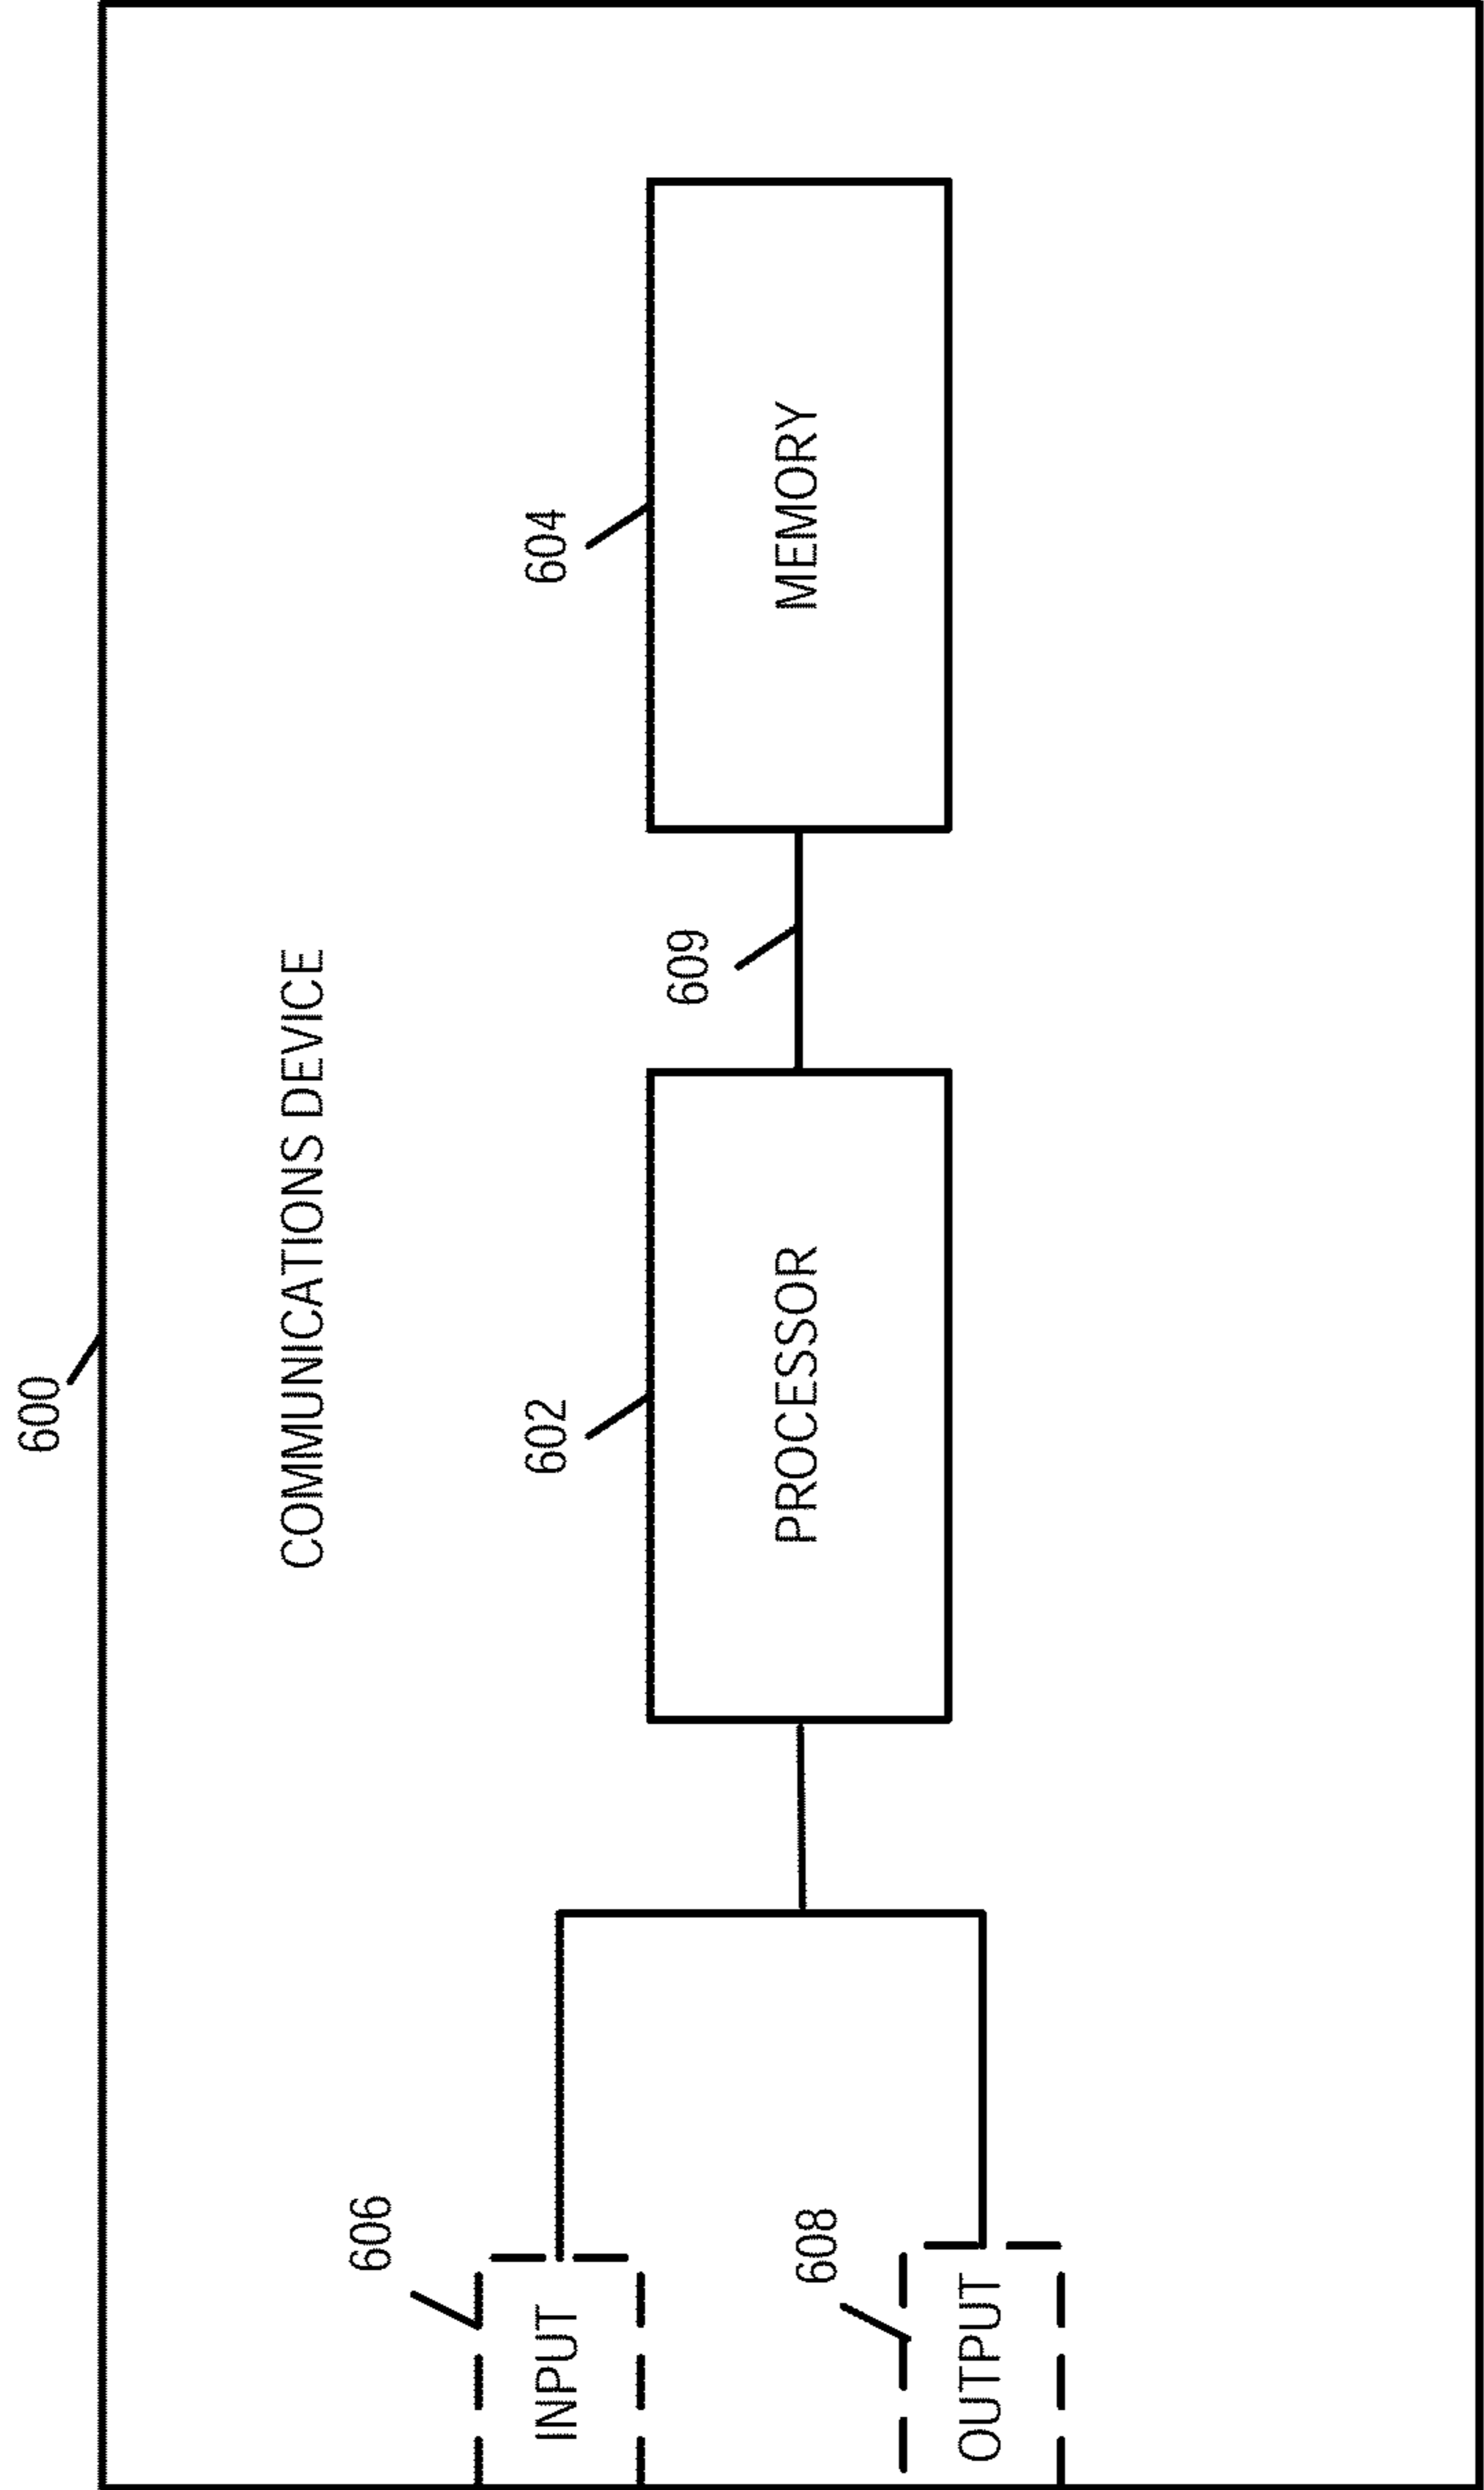 600
COMMUNICATIONS DEVICE
606
INPUT
602
PROCESSOR
609
604
MEMORY
608
OUTPUT